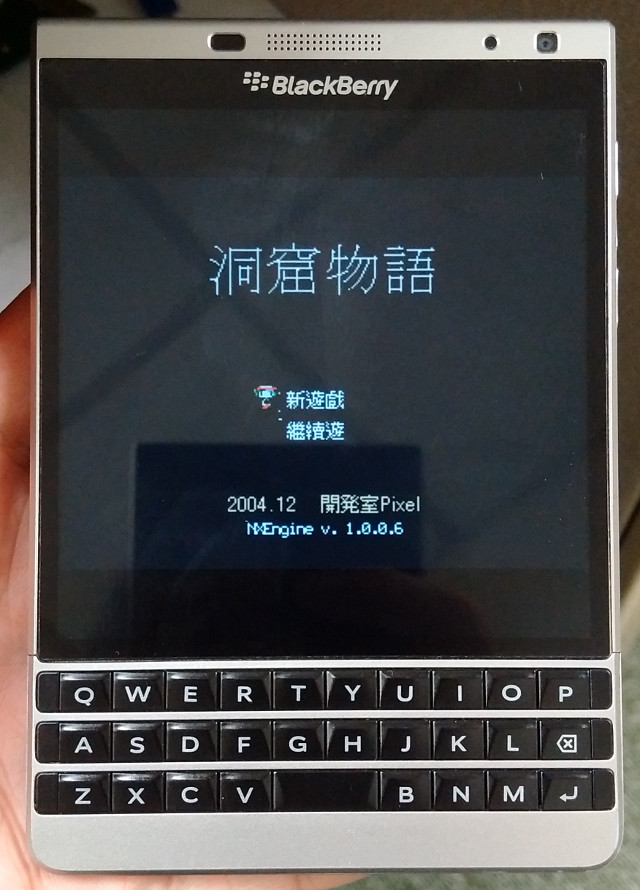 BlackBerry
洞窟物語
新遊戲
繼續遊
2004.12 開発室Pixel
NXEngine v. 1.0.0.6
Q W E R T Y U I O P
A S D F G H J K L
Z X C V B N M